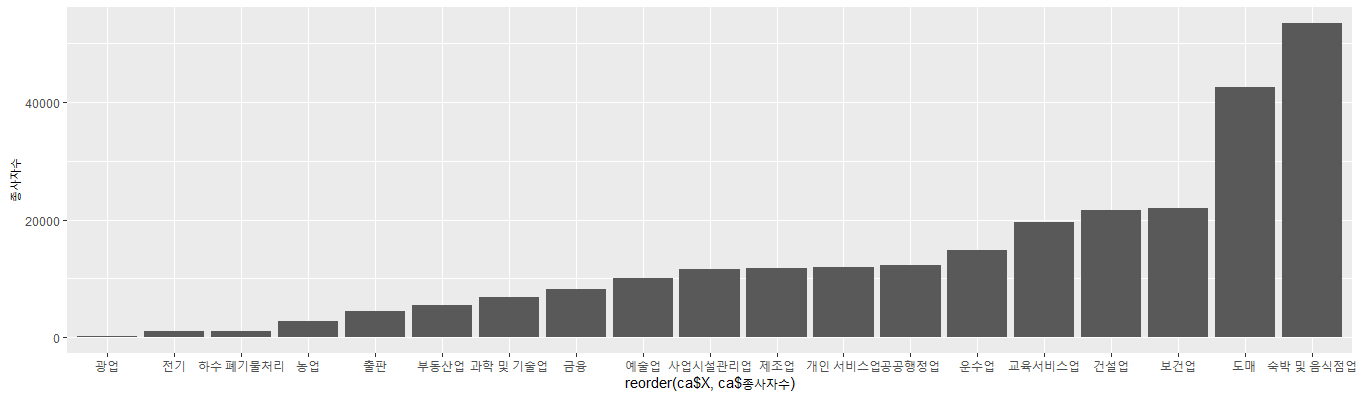 40000
20000
0
종사자수
광업 전기 하수 폐기물처리 농업 출판 부동산업 과학 및 기술업 금융 예술업 사업시설관리업 제조업 개인 서비스업 공공행정업 운수업 교육서비스업 건설업 보건업 도매 숙박 및 음식점업
reorder(ca$X, ca$종사자수)